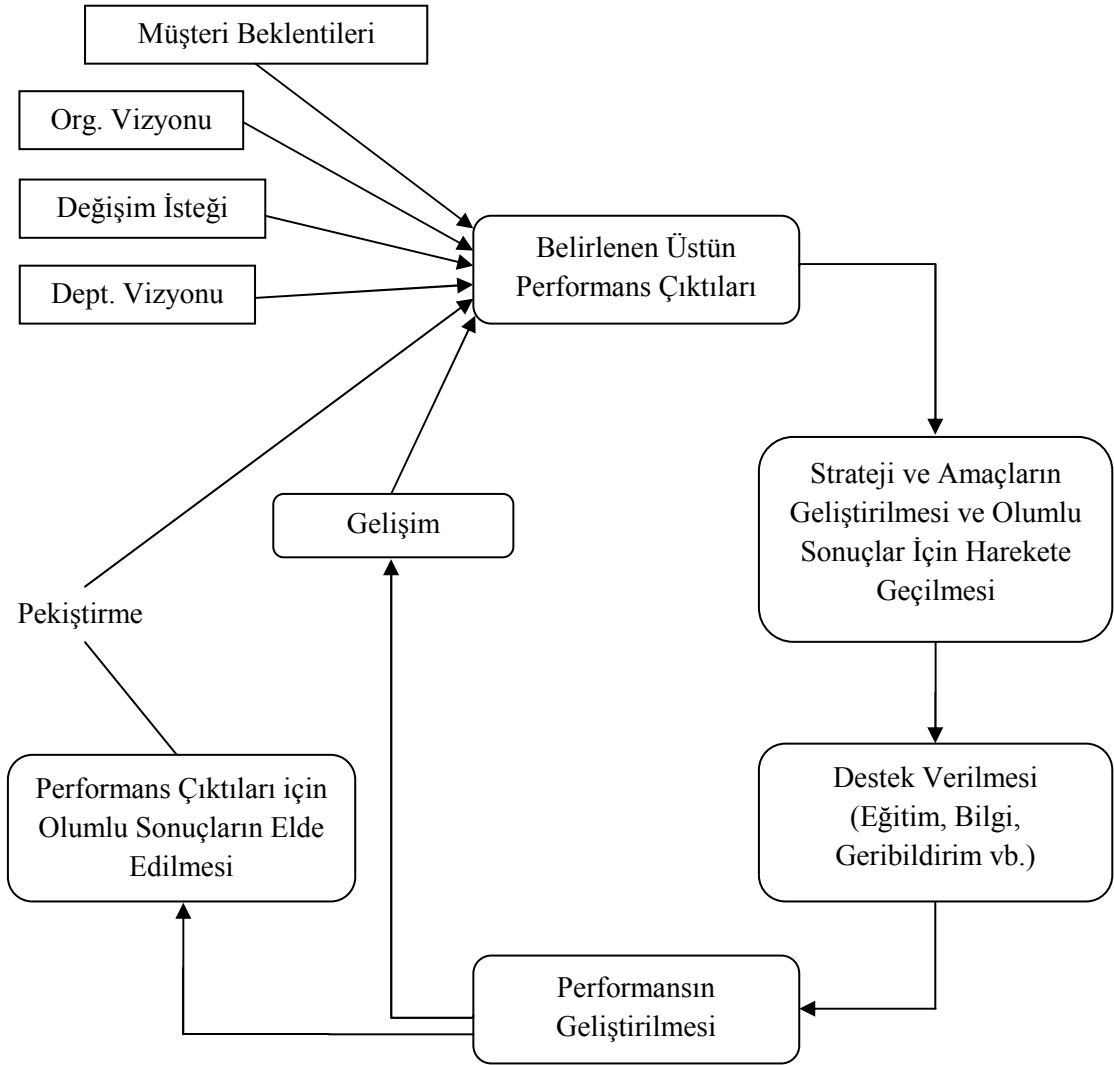 Müşteri Beklentileri
Org. Vizyonu
Değişim İsteği
Dept. Vizyonu
Belirlenen Üstün
Performans Çıktıları
Strateji ve Amaçların
Geliştirilmesi ve Olumlu
Sonuçlar İçin Harekete
Geçilmesi
Gelişim
Pekiştirme
Performans Çıktıları için
Olumlu Sonuçların Elde
Edilmesi
Destek Verilmesi
(Eğitim, Bilgi,
Geribildirim vb.)
Performansın
Geliştirilmesi